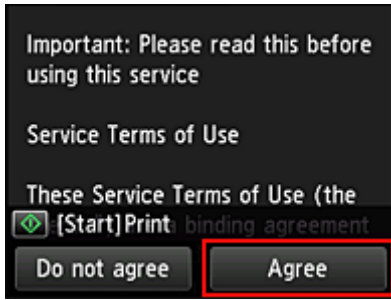 Important: Please read this before
using this service
Service Terms of Use
These Service Terms of Use (the
[Start]Print binding agreement
Do not agree
Agree